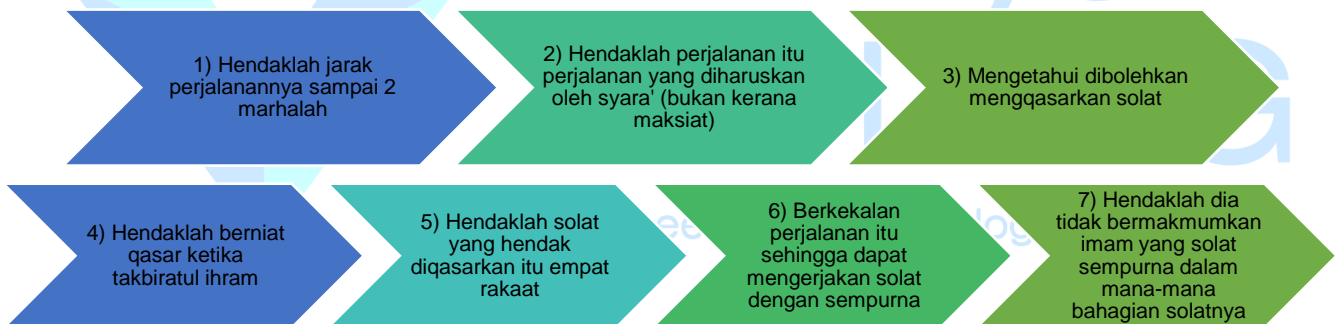 1) Hendaklah jarak
perjalanannya sampai 2
marhalah
2) Hendaklah perjalanan itu
perjalanan yang diharuskan
oleh syara' (bukan kerana
maksiat)
3) Mengetahui dibolehkan
mengqasarkan solat
4) Hendaklah berniat
qasar ketika
takbiratul ihram
5) Hendaklah solat
yang hendak
diqasarkan itu empat
rakaat
6) Berkekalan
perjalanan itu
sehingga dapat
mengerjakan solat
dengan sempurna
7) Hendaklah dia
tidak bermakmumkan
imam yang solat
sempurna dalam
mana-mana
bahagian solatnya